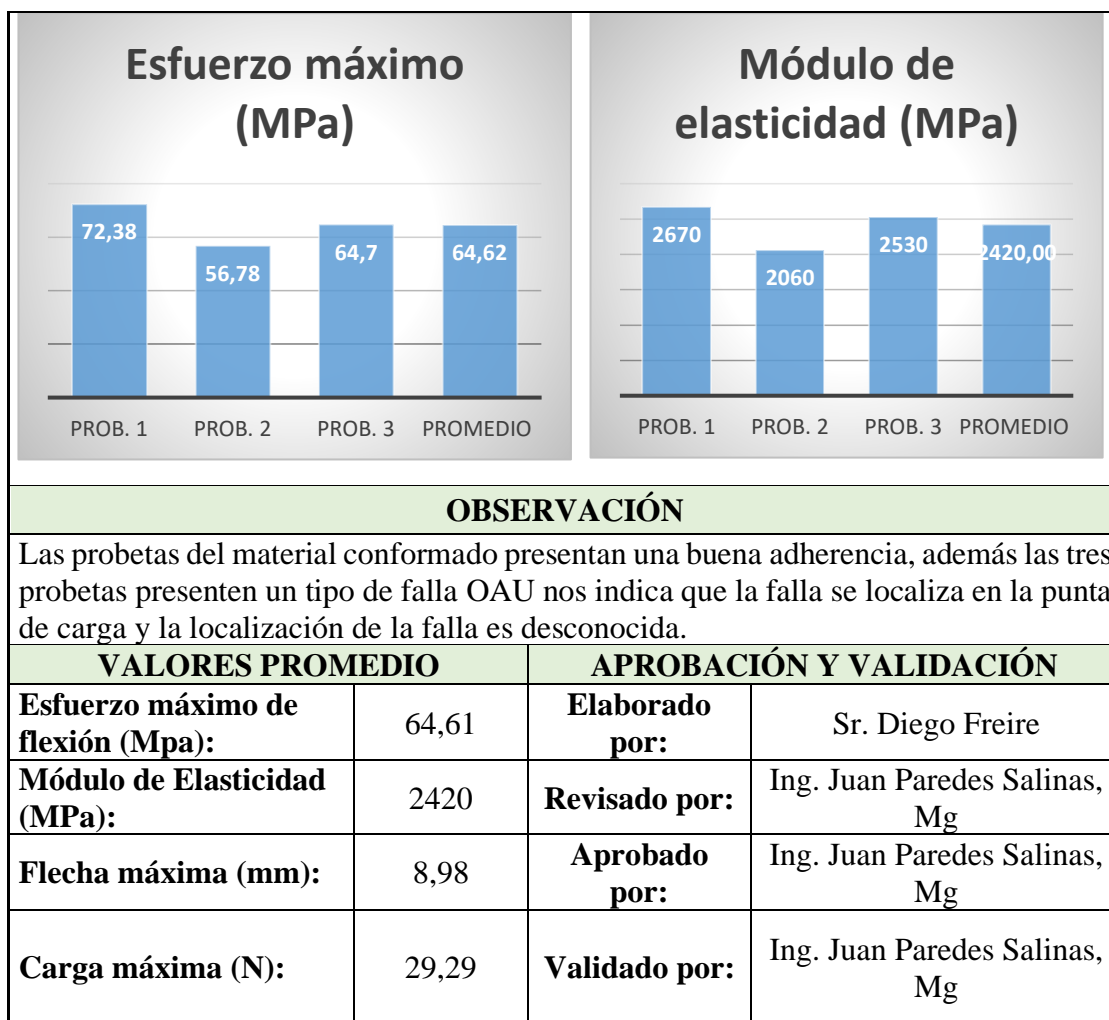 Esfuerzo máximo
(MPa)
72,38
56,78
64,7
64,62
PROB. 1 PROB. 2 PROB. 3 PROMEDIO
Módulo de
elasticidad (MPa)
2670
2060
2530
2420,00
PROB. 1 PROB. 2 PROB. 3 PROMEDIO
OBSERVACIÓN
Las probetas del material conformado presentan una buena adherencia, además las tres
probetas presenten un tipo de falla OAU nos indica que la falla se localiza en la punta
de carga y la localización de la falla es desconocida.
VALORES PROMEDIO
APROBACIÓN Y VALIDACIÓN
Esfuerzo máximo de
flexión (Mpa):
64,61
Elaborado
por:
Sr. Diego Freire
Módulo de Elasticidad
(MPa):
2420
Revisado por:
Ing. Juan Paredes Salinas,
Mg
Flecha máxima (mm):
8,98
Aprobado
por:
Ing. Juan Paredes Salinas,
Mg
Carga máxima (N):
29,29
Validado por:
Ing. Juan Paredes Salinas,
Mg